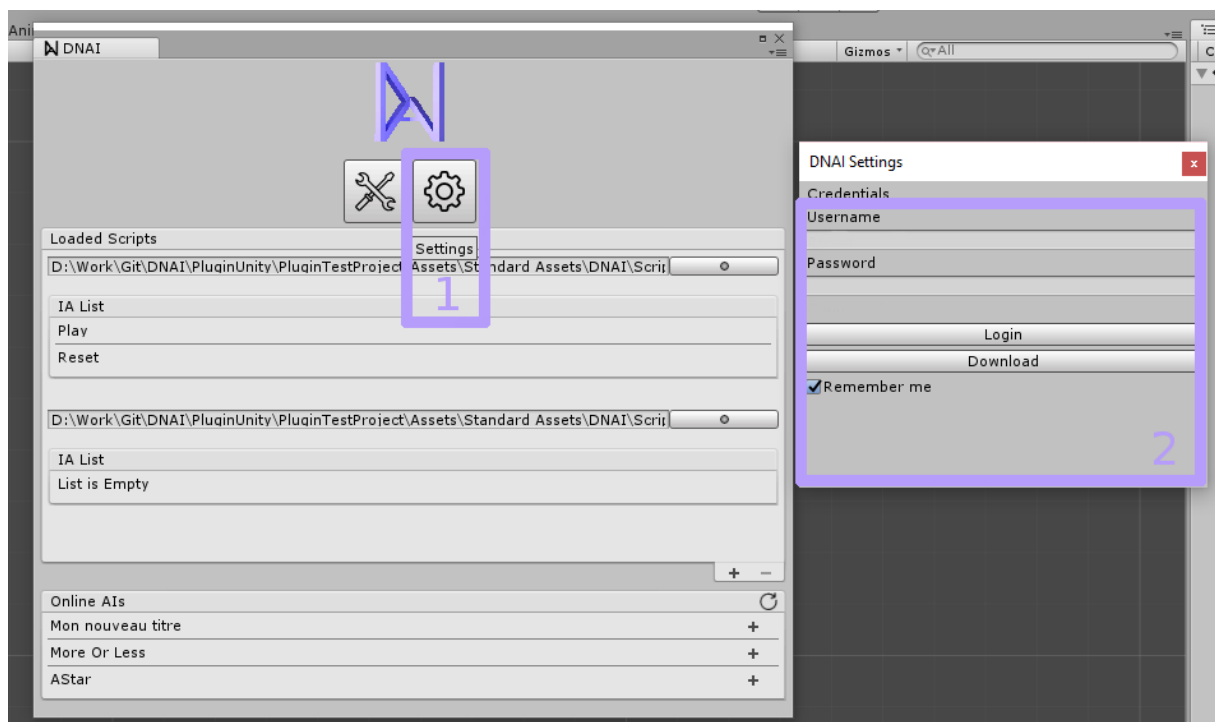 Ani
DNAI
Gizmos
All
C
DNAI Settings
Credentials
Username
Password
Login
Download
Remember me
2
Settings
1
Loaded Scripts
D:\Work\Git\DNAI\PluginUnity\PluginTestProject\Assets\Standard Assets\DNAI\Scrip
IA List
Play
Reset
D:\Work\Git\DNAI\PluginUnity\PluginTestProject\Assets\Standard Assets\DNAI\Scrip
IA List
List is Empty
+ −
Online AIs
Mon nouveau titre +
More Or Less +
AStar +